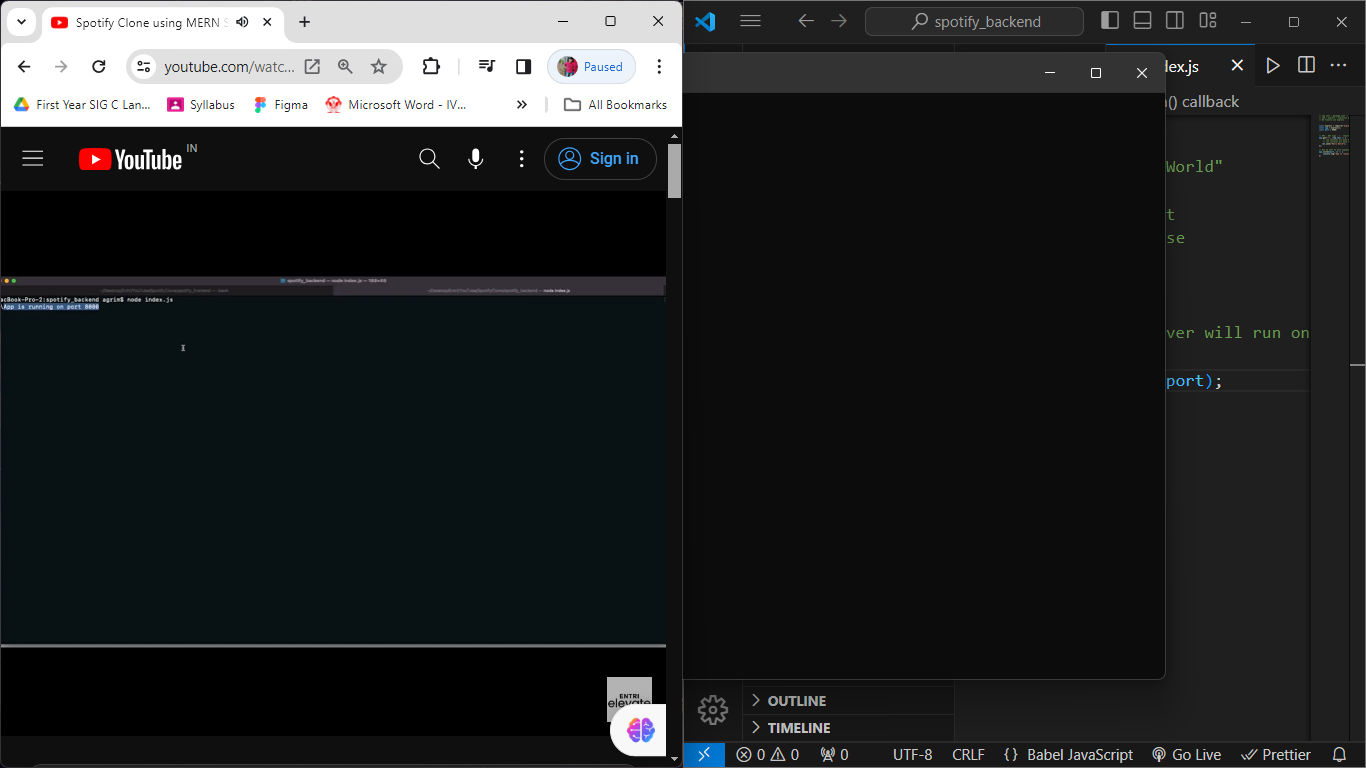 Spotify Clone using MERN S
youtube.com/watc...
Paused
First Year SIG C Lan...
Syllabus
Figma
Microsoft Word - IV...
»
All Bookmarks
YouTube IN
Sign in
spotify_backend — node index.js —
acBook-Pro-2:spotify_backend agrim$ node index.js
App is running on port 8000
ENTRI
elevate
spotify_backend
dex.js
() callback
World"
t
se
ver will run on
port);
OUTLINE
TIMELINE
0 0 0
UTF-8
CRLF
{ } Babel JavaScript
Go Live
Prettier